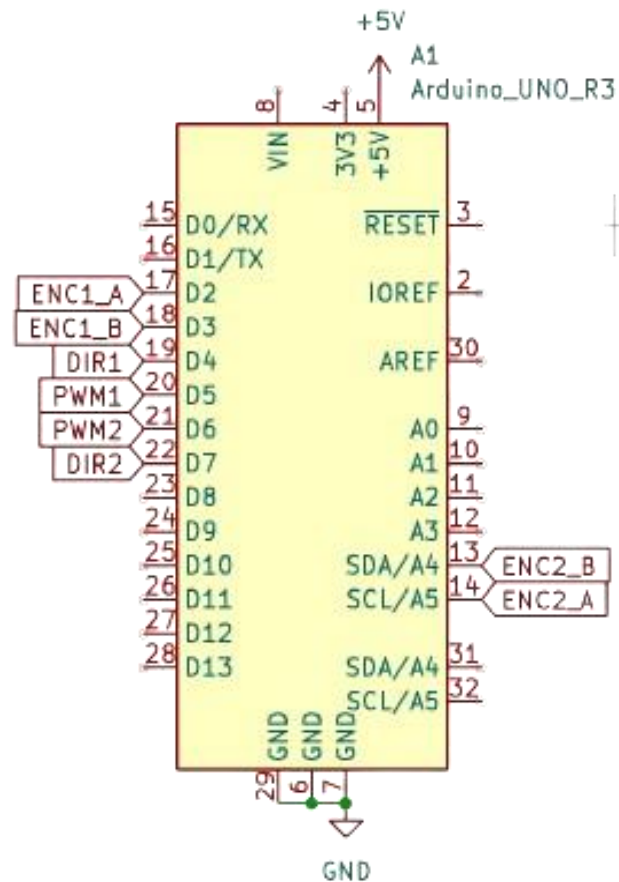 +5V
A1
Arduino_UNO_R3
8
4
5
VIN
3V3
+5V
15 D0/RX
RESET 3
16 D1/TX
ENC1_A 17 D2
IOREF 2
ENC1_B 18 D3
DIR1 19 D4
AREF 30
PWM1 20 D5
PWM2 21 D6
A0 9
DIR2 22 D7
A1 10
23 D8
A2 11
24 D9
A3 12
25 D10
SDA/A4 13 ENC2_B
26 D11
SCL/A5 14 ENC2_A
27 D12
28 D13
SDA/A4 31
SCL/A5 32
GND
GND
GND
29
6
7
GND